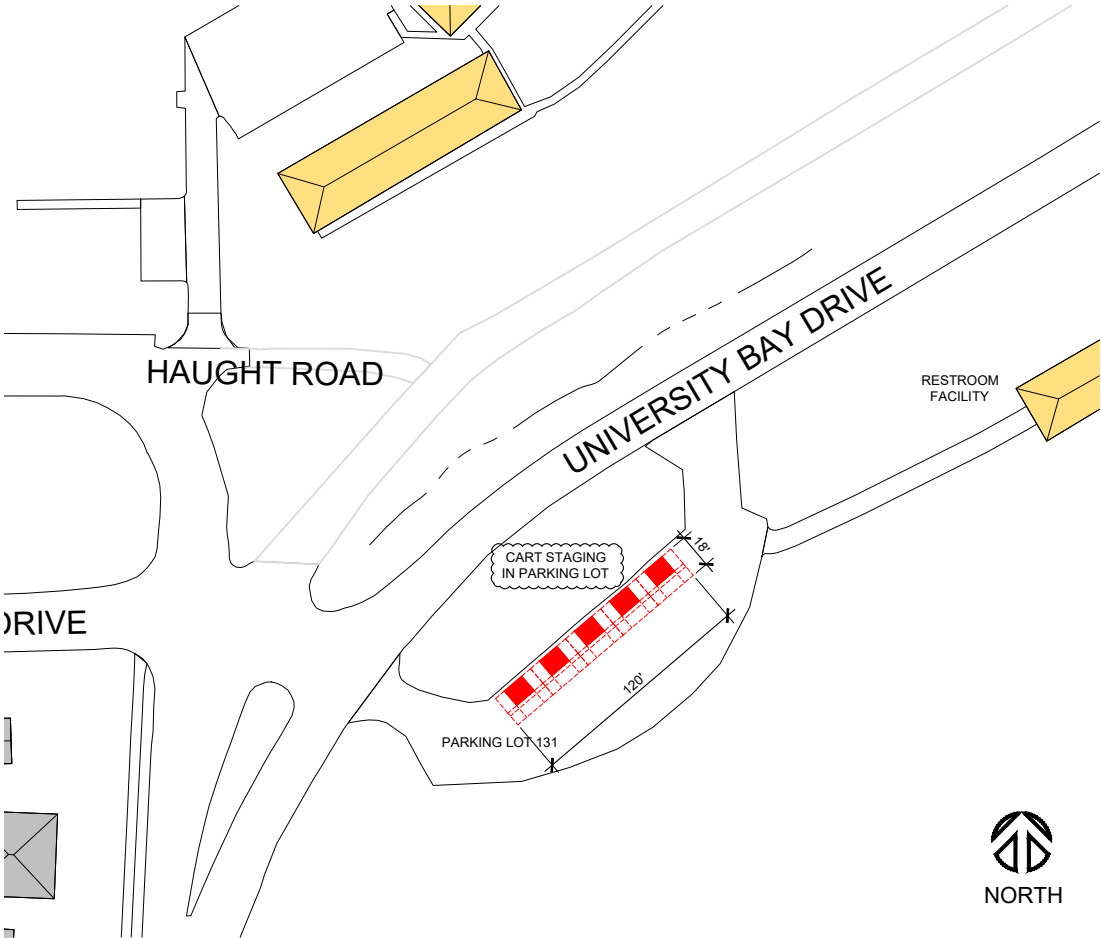 HAUGHT ROAD
UNIVERSITY BAY DRIVE
RESTROOM
FACILITY
CART STAGING
IN PARKING LOT
18'
DRIVE
120'
PARKING LOT 131
NORTH